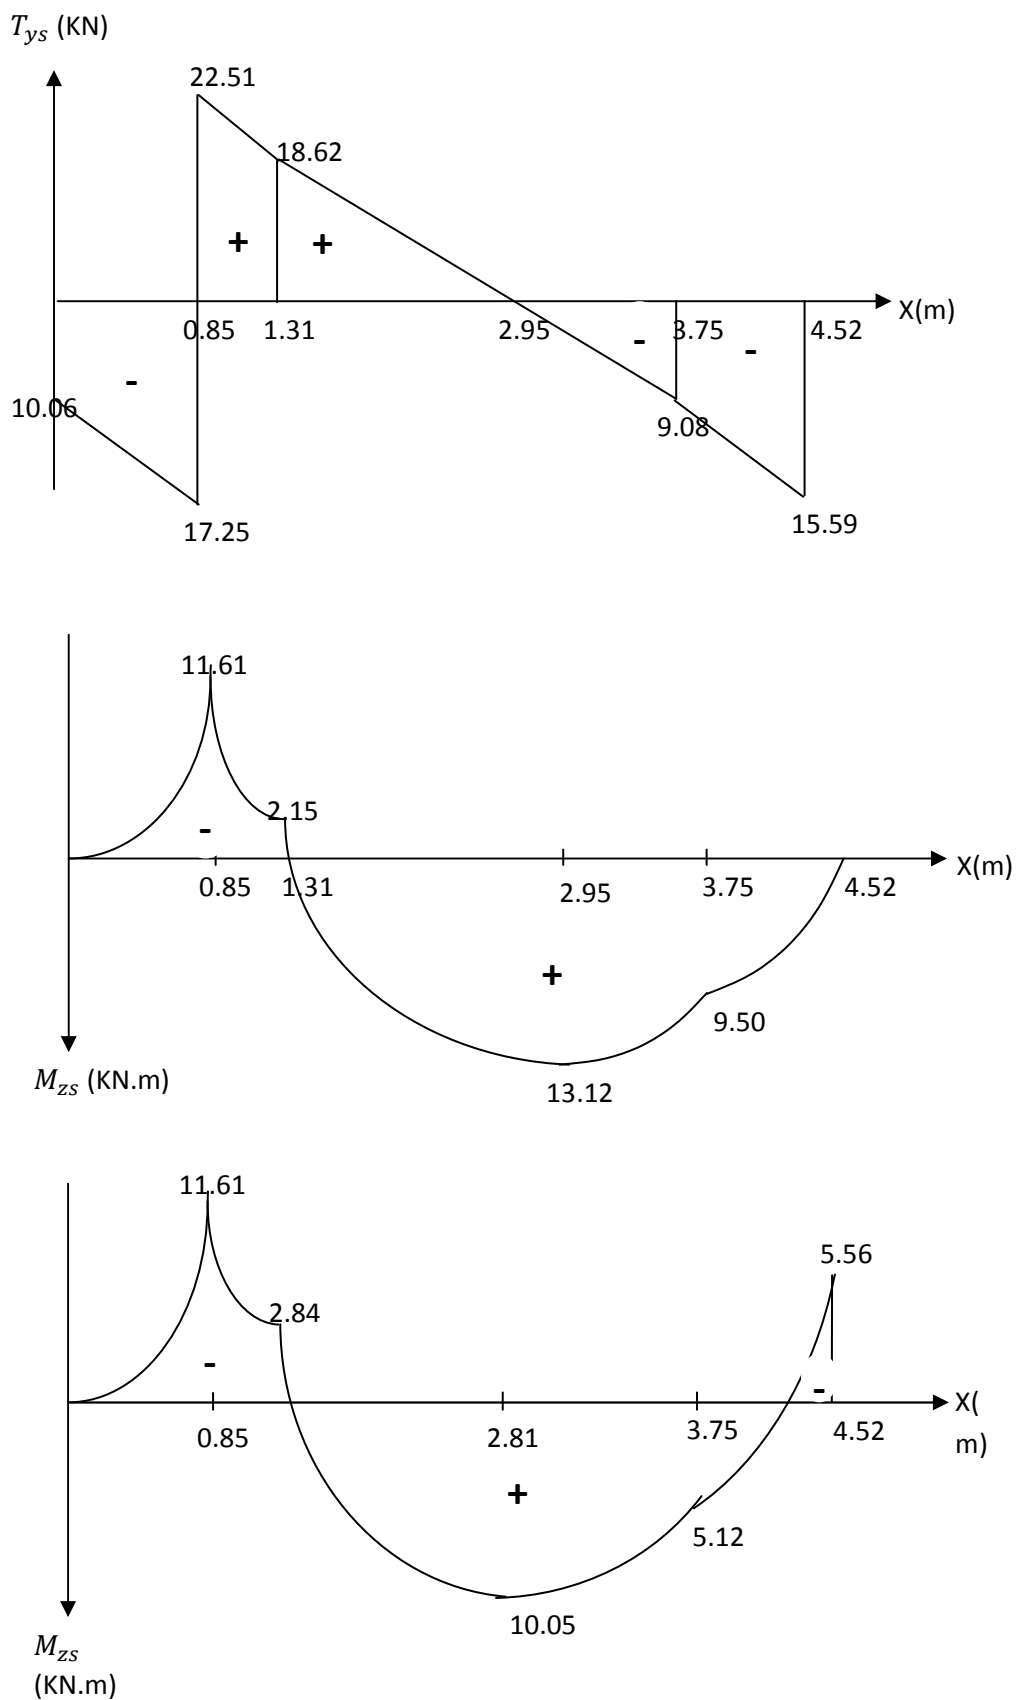 T_ys (KN)
22.51
18.62
+ +
X(m)
0.85 1.31 2.95 3.75 4.52
- - -
10.06
9.08
17.25 15.59
11.61
2.15
-
X(m)
0.85 1.31 2.95 3.75 4.52
+
9.50
M_zs (KN.m)
13.12
11.61
5.56
2.84
-
-
X(
m)
0.85 2.81 3.75 4.52
+
5.12
10.05
M_zs
(KN.m)